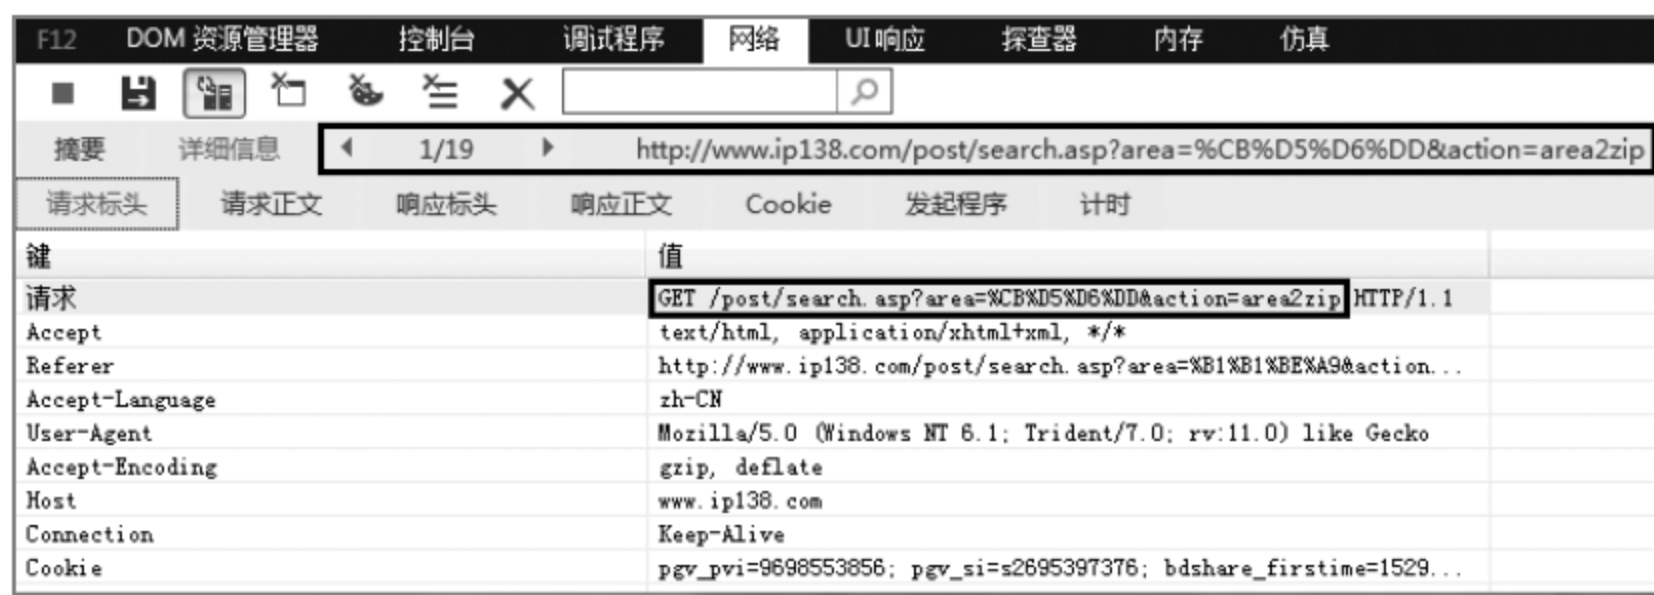 F12 DOM 资源管理器 控制台 调试程序 网络 UI 响应 探查器 内存 仿真
摘要 详细信息 1/19 http://www.ip138.com/post/search.asp?area=%CB%D5%D6%DD&action=area2zip
请求标头 请求正文 响应标头 响应正文 Cookie 发起程序 计时
键 值
请求 GET /post/search.asp?area=%CB%D5%D6%DD&action=area2zip HTTP/1.1
Accept text/html, application/xhtml+xml, */*
Referer http://www.ip138.com/post/search.asp?area=%B1%B1%BE%A9&action...
Accept-Language zh-CN
User-Agent Mozilla/5.0 (Windows NT 6.1; Trident/7.0; rv:11.0) like Gecko
Accept-Encoding gzip, deflate
Host www.ip138.com
Connection Keep-Alive
Cookie pgv_pvi=9698553856; pgv_si=s2695397376; bdshare_firstime=1529...